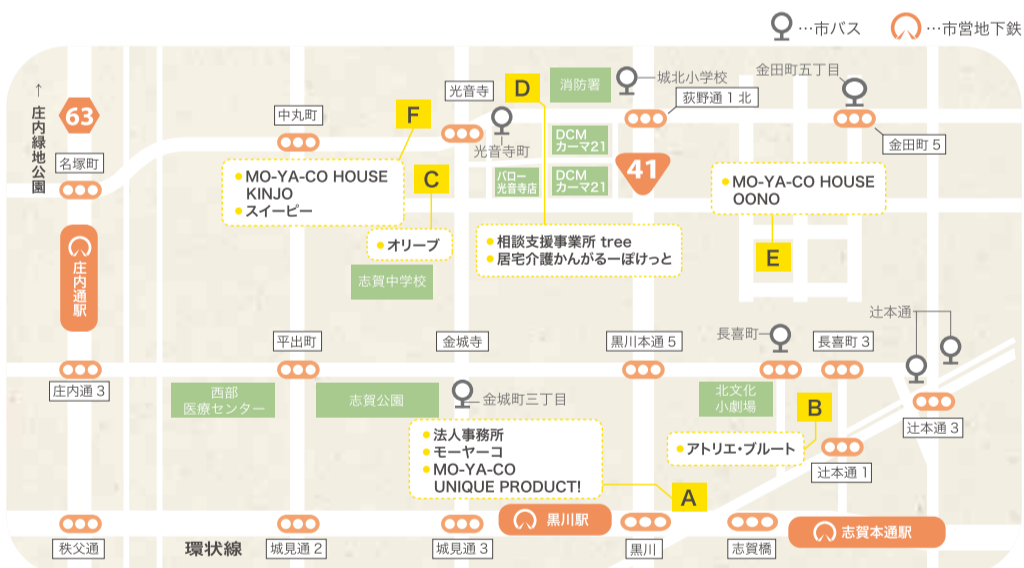 …市バス
…市営地下鉄
↑
庄内緑地公園
63
名塚町
中丸町
光音寺
光音寺町
消防署
城北小学校
荻野通1北
金田町五丁目
金田町5
F
D
C
MO-YA-CO HOUSE
KINJO
スイーピー
オリーブ
バロー
光音寺店
DCM
カーマ21
DCM
カーマ21
41
MO-YA-CO HOUSE
OONO
E
相談支援事業所 tree
居宅介護かんがるーぽけっと
庄内通駅
志賀中学校
庄内通3
平出町
金城寺
黒川本通5
長喜町
長喜町3
辻本通
西部
医療センター
志賀公園
金城町三丁目
北文化
小劇場
B
辻本通3
法人事務所
モーヤーコ
MO-YA-CO
UNIQUE PRODUCT!
アトリエ・ブルート
辻本通1
A
黒川駅
志賀本通駅
秩父通
環状線
城見通2
城見通3
黒川
志賀橋